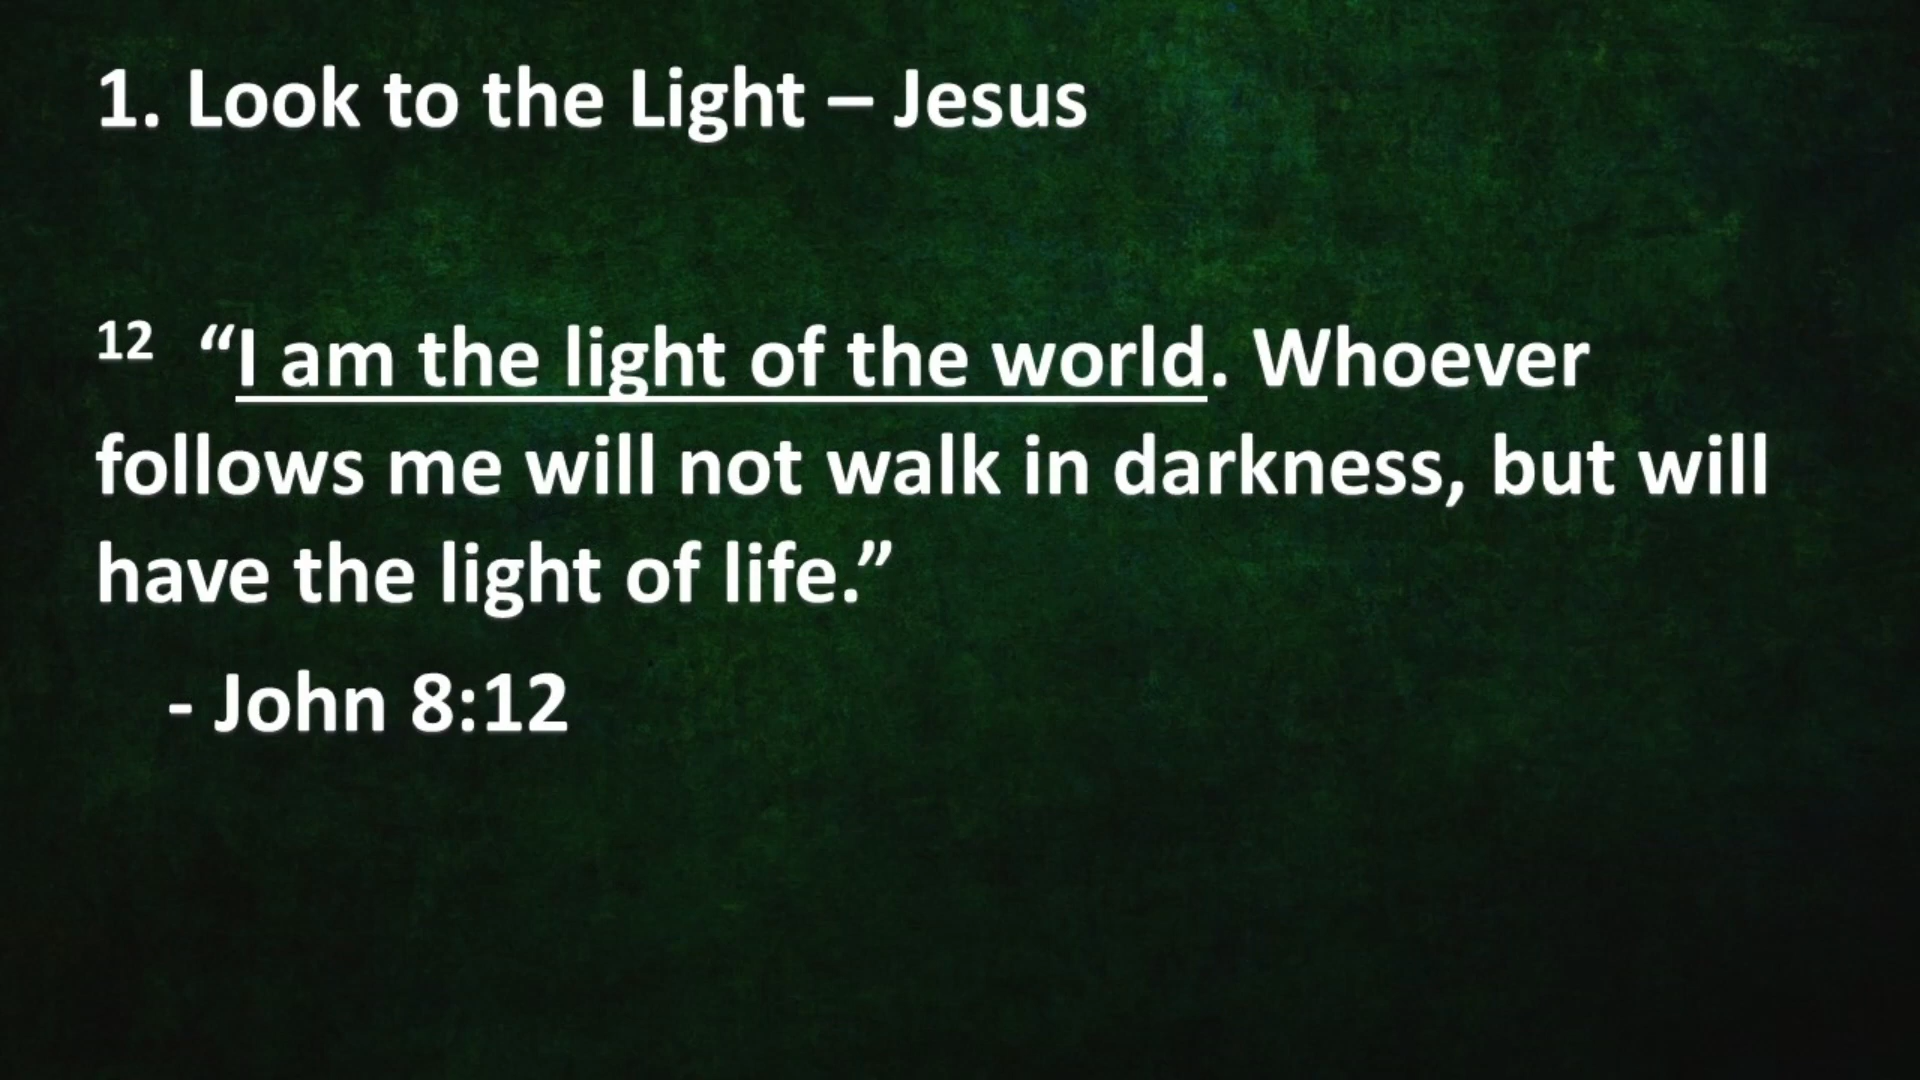 1. Look to the Light – Jesus
12 “I am the light of the world. Whoever
follows me will not walk in darkness, but will
have the light of life.”
- John 8:12